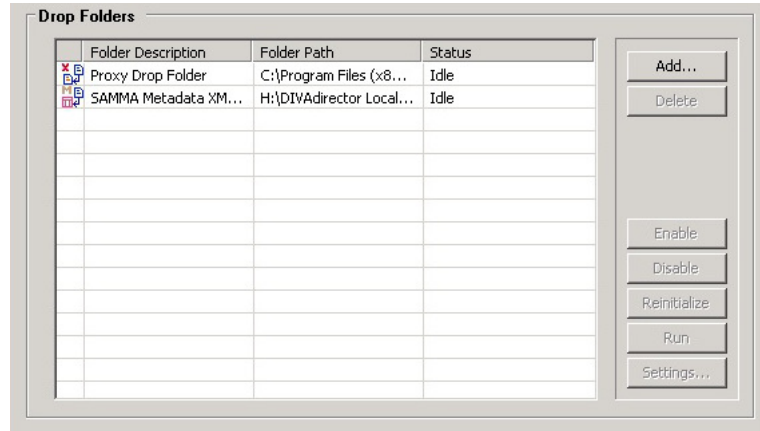 Drop Folders
Folder Description Folder Path Status
Proxy Drop Folder C:\Program Files (x8... Idle
SAMMA Metadata XM... H:\DIVAdirector Local... Idle
Add...
Delete
Enable
Disable
Reinitialize
Run
Settings...